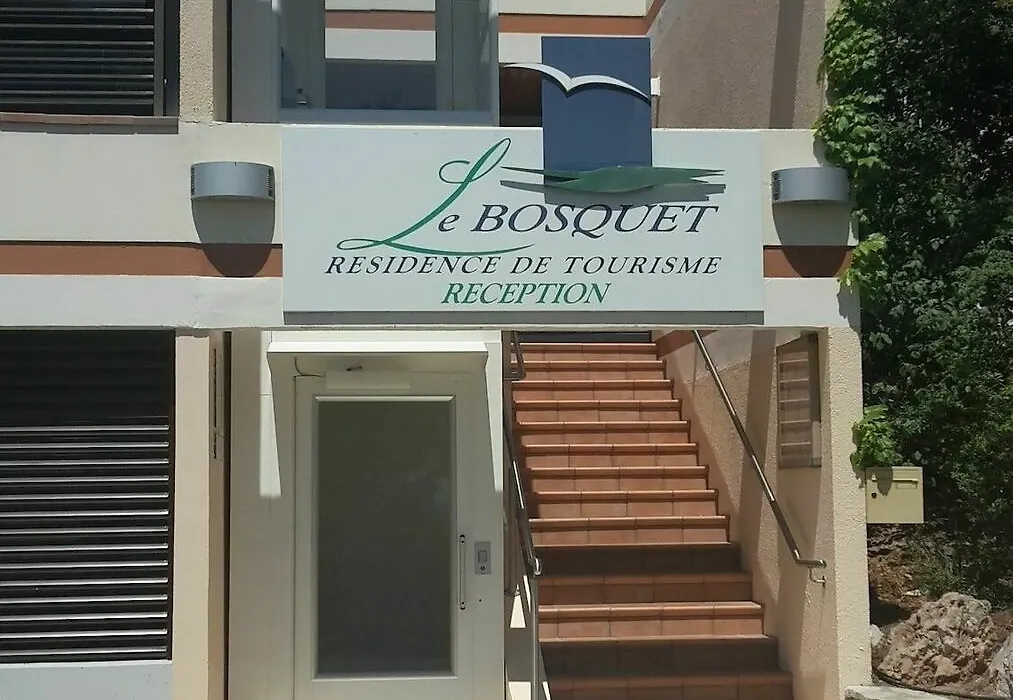 Le BOSQUET
RESIDENCE DE TOURISME
RECEPTION